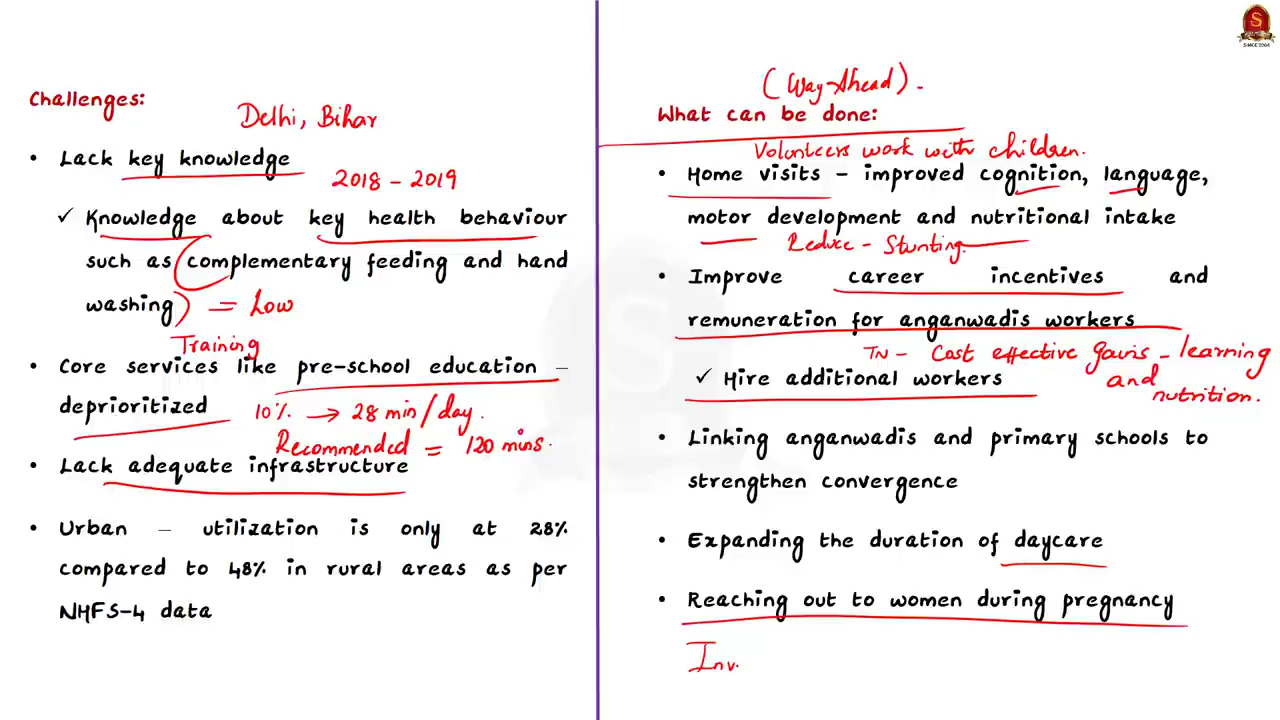 Challenges:
Delhi, Bihar
• Lack key knowledge
2018 - 2019
✓ Knowledge about key health behaviour
such as (complementary feeding and hand
washing) = Low
Training
• Core services like pre-school education –
deprioritized
10% → 28 min/day.
Recommended = 120 mins.
• Lack adequate infrastructure
• Urban – utilization is only at 28%
compared to 48% in rural areas as per
NHFS-4 data
(Way-Ahead).
What can be done:
Volunteers work with children.
• Home visits – improved cognition, language,
motor development and nutritional intake
Reduce - Stunting
• Improve career incentives and
remuneration for anganwadis workers
TN - Cost effective gains - learning
and
nutrition.
✓ Hire additional workers
• Linking anganwadis and primary schools to
strengthen convergence
• Expanding the duration of daycare
• Reaching out to women during pregnancy
Inv.
S
SINCE 2004